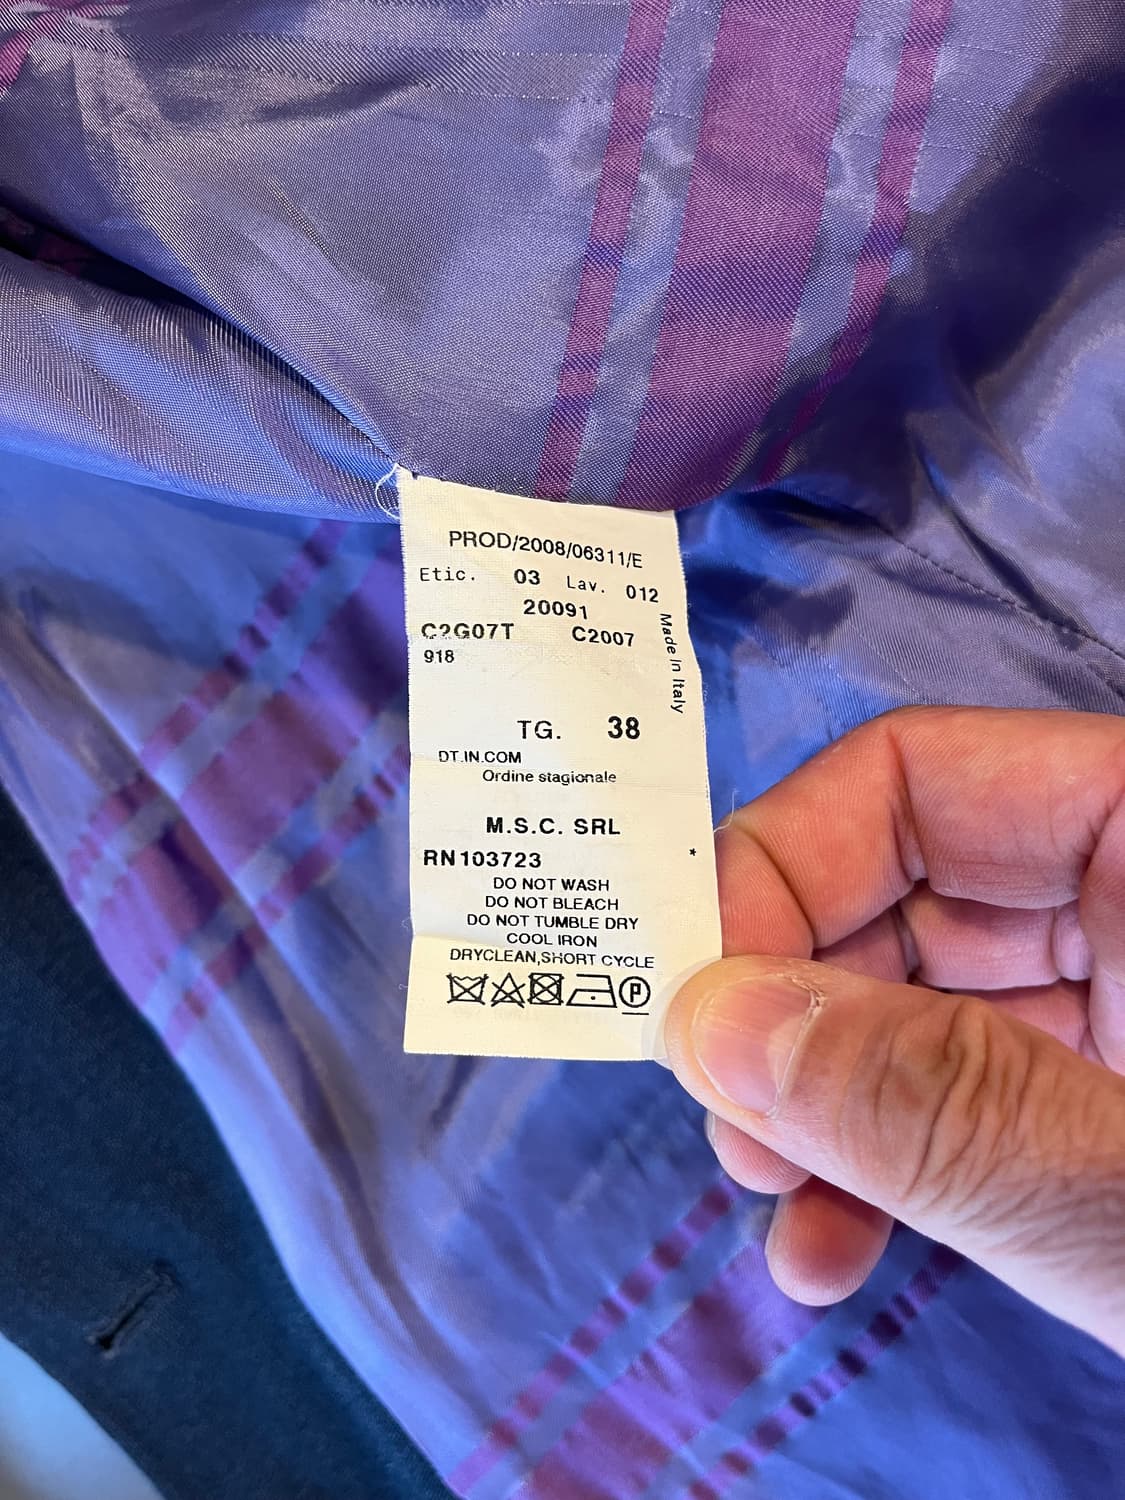 PROD/2008/06311/E
Etic. 03 Lav. 012
20091
C2G07T C2007
918
Made in Italy
TG. 38
DT.IN.COM
Ordine stagionale
M.S.C. SRL
RN103723 *
DO NOT WASH
DO NOT BLEACH
DO NOT TUMBLE DRY
COOL IRON
DRYCLEAN,SHORT CYCLE
P